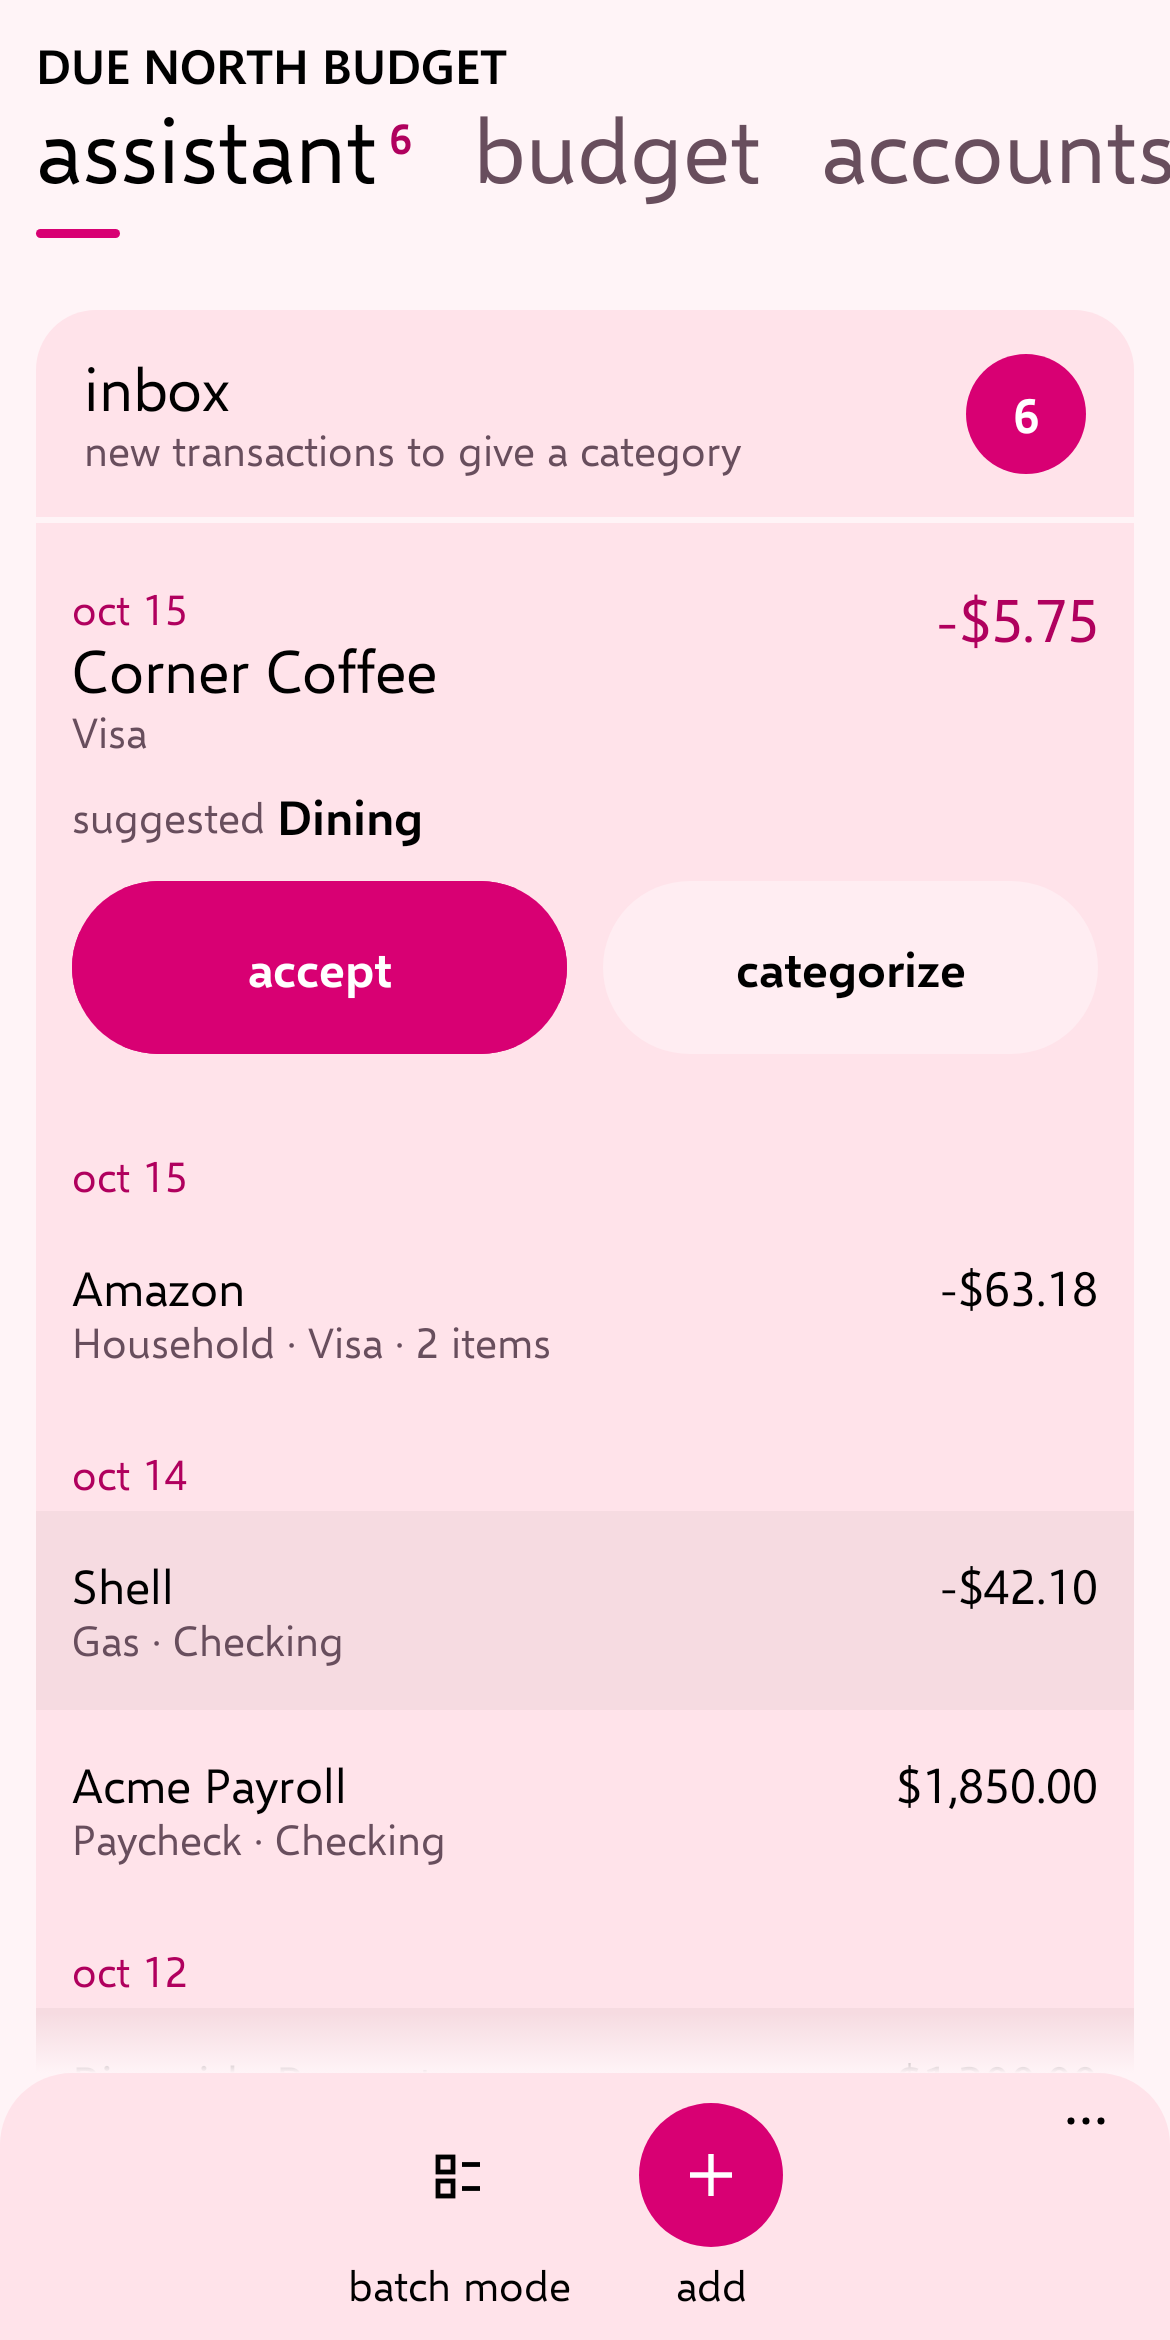 DUE NORTH BUDGET
assistant 6 budget accounts
inbox
6
new transactions to give a category
oct 15
-$5.75
Corner Coffee
Visa
suggested Dining
accept categorize
oct 15
Amazon -$63.18
Household · Visa · 2 items
oct 14
Shell -$42.10
Gas · Checking
Acme Payroll $1,850.00
Paycheck · Checking
oct 12
batch mode add